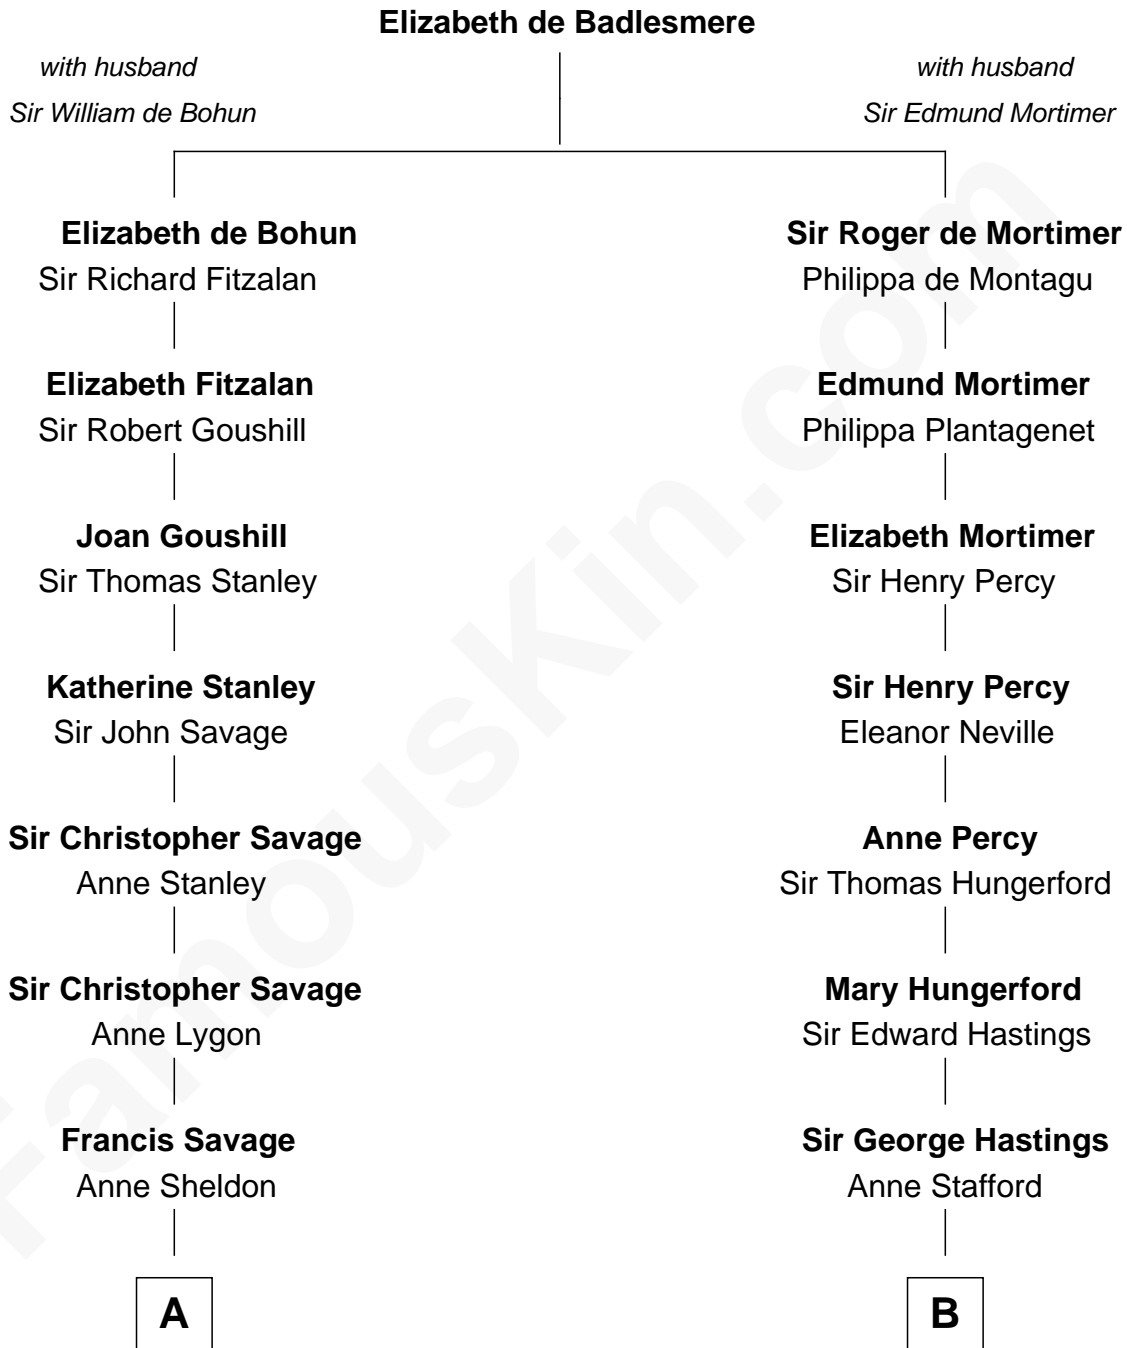 Elizabeth de Badlesmere
with husband
Sir William de Bohun
with husband
Sir Edmund Mortimer
Elizabeth de Bohun
Sir Richard Fitzalan
Sir Roger de Mortimer
Philippa de Montagu
Elizabeth Fitzalan
Sir Robert Goushill
Edmund Mortimer
Philippa Plantagenet
Joan Goushill
Sir Thomas Stanley
Elizabeth Mortimer
Sir Henry Percy
Katherine Stanley
Sir John Savage
Sir Henry Percy
Eleanor Neville
Sir Christopher Savage
Anne Stanley
Anne Percy
Sir Thomas Hungerford
Sir Christopher Savage
Anne Lygon
Mary Hungerford
Sir Edward Hastings
Francis Savage
Anne Sheldon
Sir George Hastings
Anne Stafford
A
B
FamousKin.com